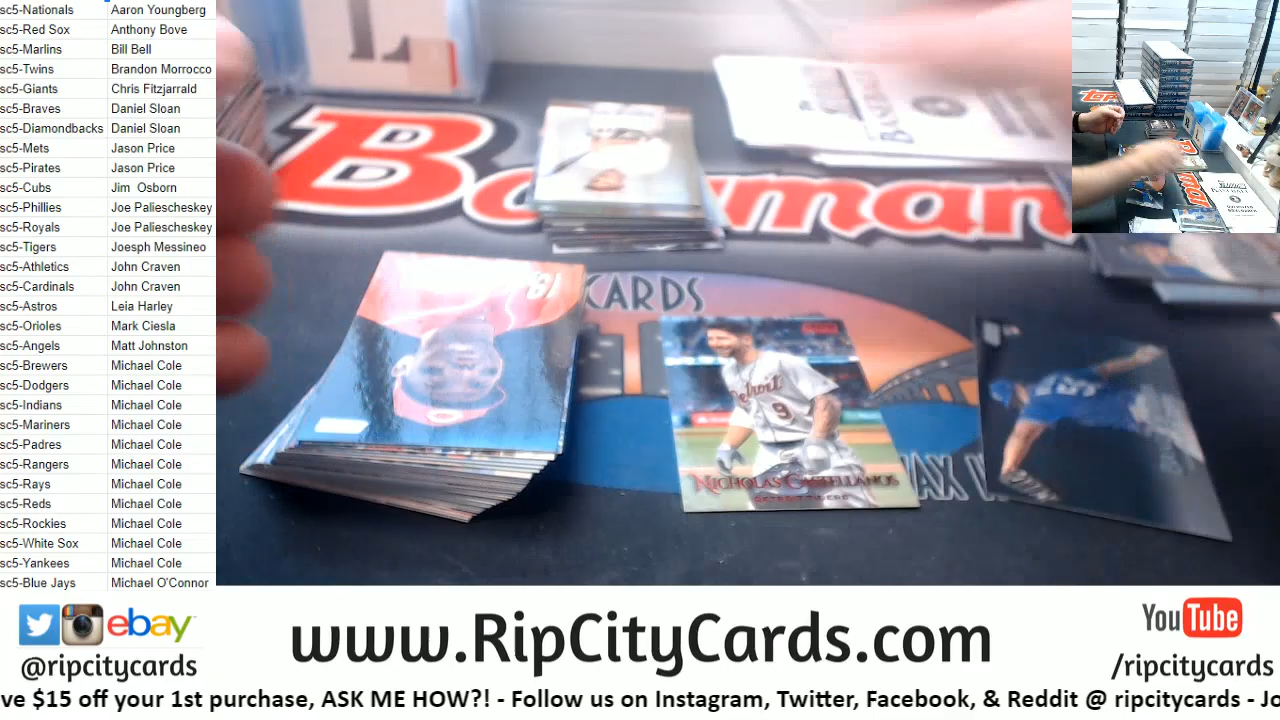 sc5-Nationals Aaron Youngberg
sc5-Red Sox Anthony Bove
sc5-Marlins Bill Bell
sc5-Twins Brandon Morrocco
sc5-Giants Chris Fitzjarrald
sc5-Braves Daniel Sloan
sc5-Diamondbacks Daniel Sloan
sc5-Mets Jason Price
sc5-Pirates Jason Price
sc5-Cubs Jim Osborn
sc5-Phillies Joe Paliescheskey
sc5-Royals Joe Paliescheskey
sc5-Tigers Joesph Messineo
sc5-Athletics John Craven
sc5-Cardinals John Craven
sc5-Astros Leia Harley
sc5-Orioles Mark Ciesla
sc5-Angels Matt Johnston
sc5-Brewers Michael Cole
sc5-Dodgers Michael Cole
sc5-Indians Michael Cole
sc5-Mariners Michael Cole
sc5-Padres Michael Cole
sc5-Rangers Michael Cole
sc5-Rays Michael Cole
sc5-Reds Michael Cole
sc5-Rockies Michael Cole
sc5-White Sox Michael Cole
sc5-Yankees Michael Cole
sc5-Blue Jays Michael O'Connor
Bowman
CARDS
Detroit
9
NICHOLAS CASTELLANOS
DETROIT TIGERS
WAX
ebay
@ripcitycards
www.RipCityCards.com
YouTube
/ripcitycards
ve $15 off your 1st purchase, ASK ME HOW?! - Follow us on Instagram, Twitter, Facebook, & Reddit @ ripcitycards - Jo